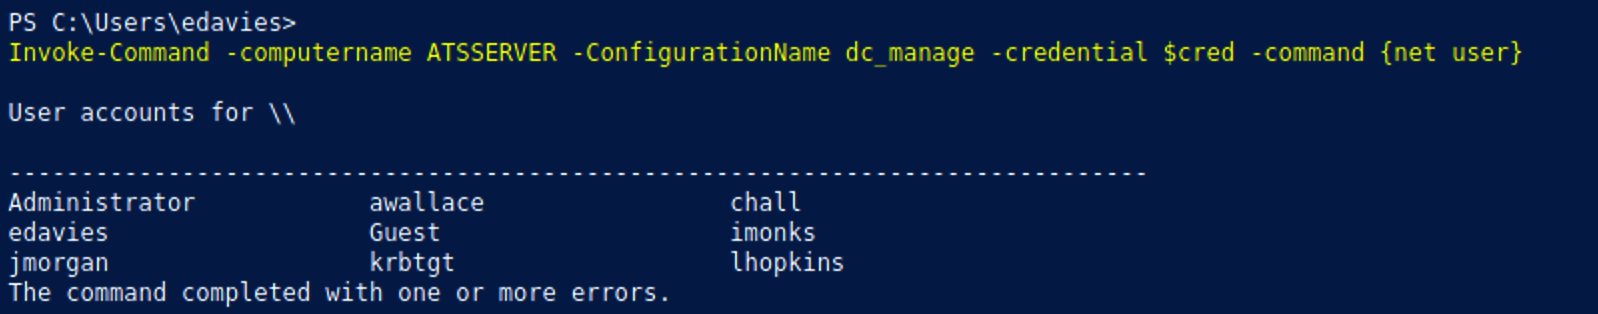 PS C:\Users\edavies>
Invoke-Command -computername ATSSERVER -ConfigurationName dc_manage -credential $cred -command {net user}
User accounts for \\
-------------------------------------------------------------------------------
Administrator            awallace                 chall
edavies                  Guest                    imonks
jmorgan                  krbtgt                   lhopkins
The command completed with one or more errors.